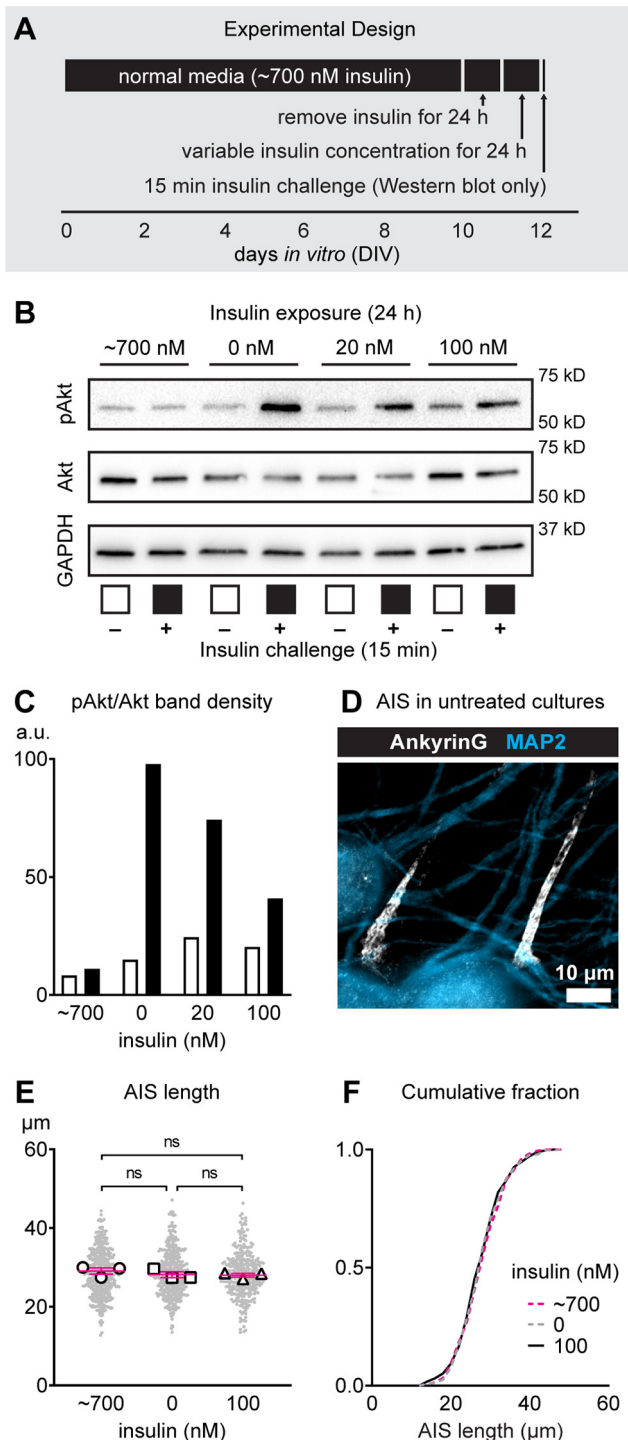 A
Experimental Design
normal media (~700 nM insulin)
remove insulin for 24 h
variable insulin concentration for 24 h
15 min insulin challenge (Western blot only)
0 2 4 6 8 10 12
days in vitro (DIV)
B
Insulin exposure (24 h)
~700 nM 0 nM 20 nM 100 nM
pAkt
75 kD
50 kD
Akt
75 kD
50 kD
GAPDH
37 kD
– + – + – + – +
Insulin challenge (15 min)
C
pAkt/Akt band density
a.u.
100
50
0
~700 0 20 100
insulin (nM)
D
AIS in untreated cultures
AnkyrinG MAP2
10 µm
E
AIS length
µm
60
40
20
0
ns
ns ns
~700 0 100
insulin (nM)
F
Cumulative fraction
1.0
0.5
0.0
insulin (nM)
~700
0
100
0 20 40 60
AIS length (µm)